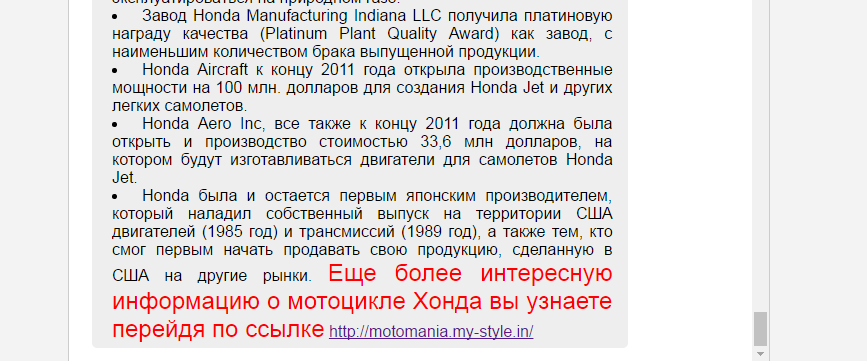 • Завод Honda Manufacturing Indiana LLC получила платиновую
награду качества (Platinum Plant Quality Award) как завод, с
наименьшим количеством брака выпущенной продукции.
• Honda Aircraft к концу 2011 года открыла производственные
мощности на 100 млн. долларов для создания Honda Jet и других
легких самолетов.
• Honda Aero Inc, все также к концу 2011 года должна была
открыть и производство стоимостью 33,6 млн долларов, на
котором будут изготавливаться двигатели для самолетов Honda
Jet.
• Honda была и остается первым японским производителем,
который наладил собственный выпуск на территории США
двигателей (1985 год) и трансмиссий (1989 год), а также тем, кто
смог первым начать продавать свою продукцию, сделанную в
США на другие рынки. Еще более интересную
информацию о мотоцикле Хонда вы узнаете
перейдя по ссылке http://motomania.my-style.in/